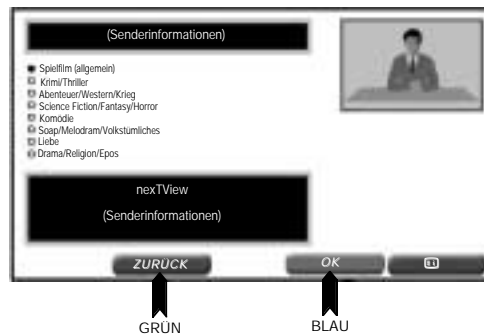 (Senderinformationen)
Spielfilm (allgemein)
Krimi/Thriller
Abenteuer/Western/Krieg
Science Fiction/Fantasy/Horror
Komödie
Soap/Melodram/Volkstümliches
Liebe
Drama/Religion/Epos
nexTView
(Senderinformationen)
ZURÜCK OK
GRÜN BLAU